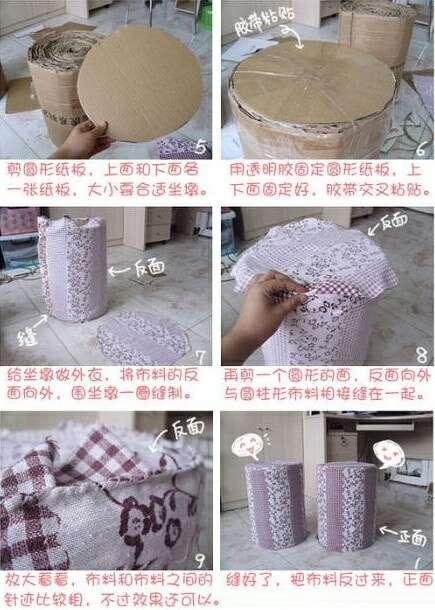 5
剪圆形纸板，上面和下面各
一张纸板，大小要合适坐墩。
胶带粘贴
6
用透明胶固定圆形纸板，上
下面固定好，胶带交叉粘贴。
反面
缝
7
给坐墩做外衣，将布料的反
面向外，围坐墩一圈缝制。
8
再剪一个圆形的面，反面向外
与圆柱形布料相接缝在一起。
反面
9
放大看看，布料和布料之间的
针迹比较粗，不过效果还可以。
正面
1
缝好了，把布料反过来，正面